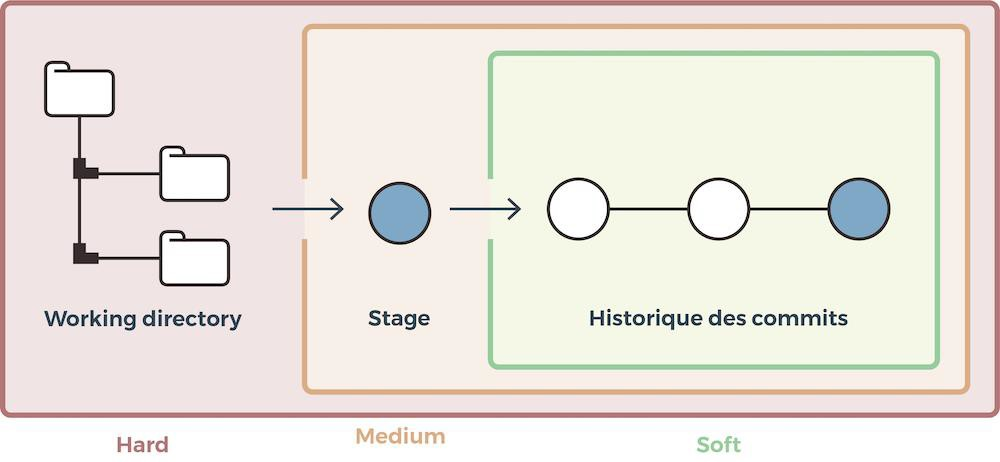 Working directory
Stage
Historique des commits
Hard
Medium
Soft